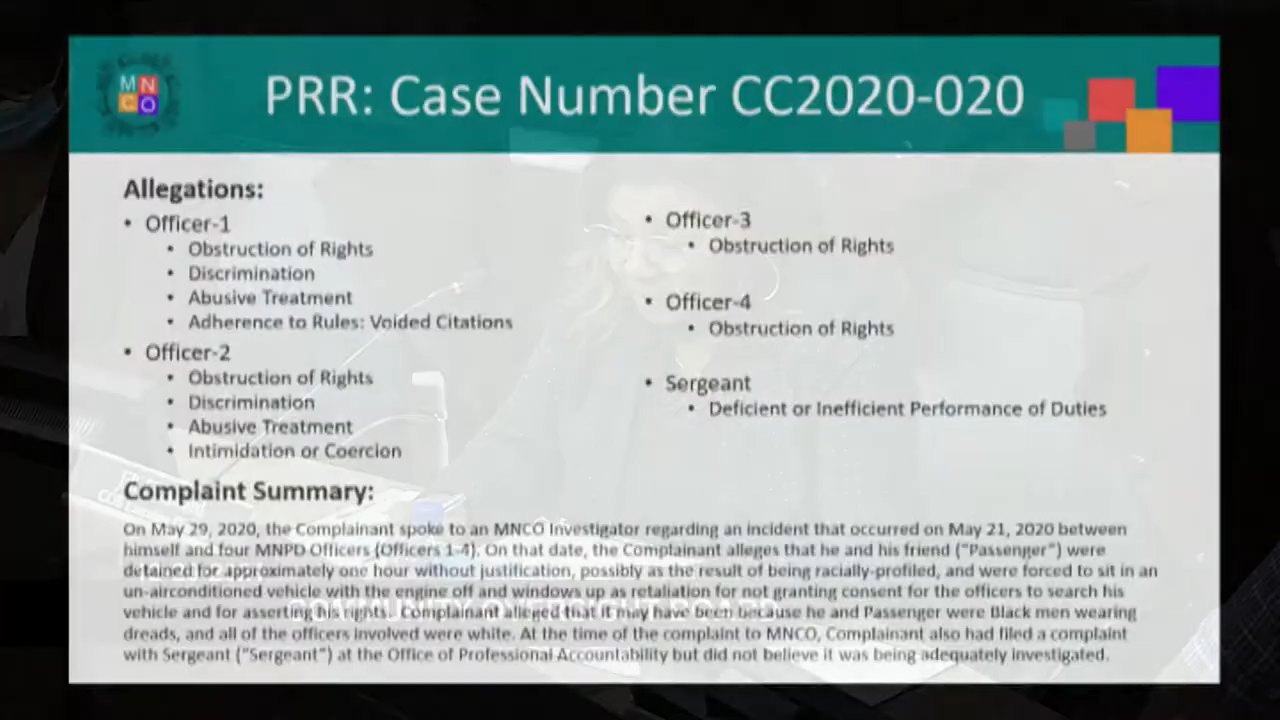 MN
CO
PRR: Case Number CC2020-020
Allegations:
• Officer-1
• Obstruction of Rights
• Discrimination
• Abusive Treatment
• Adherence to Rules: Voided Citations
• Officer-2
• Obstruction of Rights
• Discrimination
• Abusive Treatment
• Intimidation or Coercion
• Officer-3
• Obstruction of Rights
• Officer-4
• Obstruction of Rights
• Sergeant
• Deficient or Inefficient Performance of Duties
Complaint Summary:
On May 29, 2020, the Complainant spoke to an MNCO Investigator regarding an incident that occurred on May 21, 2020 between
himself and four MNPD Officers (Officers 1-4). On that date, the Complainant alleges that he and his friend ("Passenger") were
detained for approximately one hour without justification, possibly as the result of being racially-profiled, and were forced to sit in an
un-airconditioned vehicle with the engine off and windows up as retaliation for not granting consent for the officers to search his
vehicle and for asserting his rights. Complainant alleged that it may have been because he and Passenger were Black men wearing
dreads, and all of the officers involved were white. At the time of the complaint to MNCO, Complainant also had filed a complaint
with Sergeant ("Sergeant") at the Office of Professional Accountability but did not believe it was being adequately investigated.